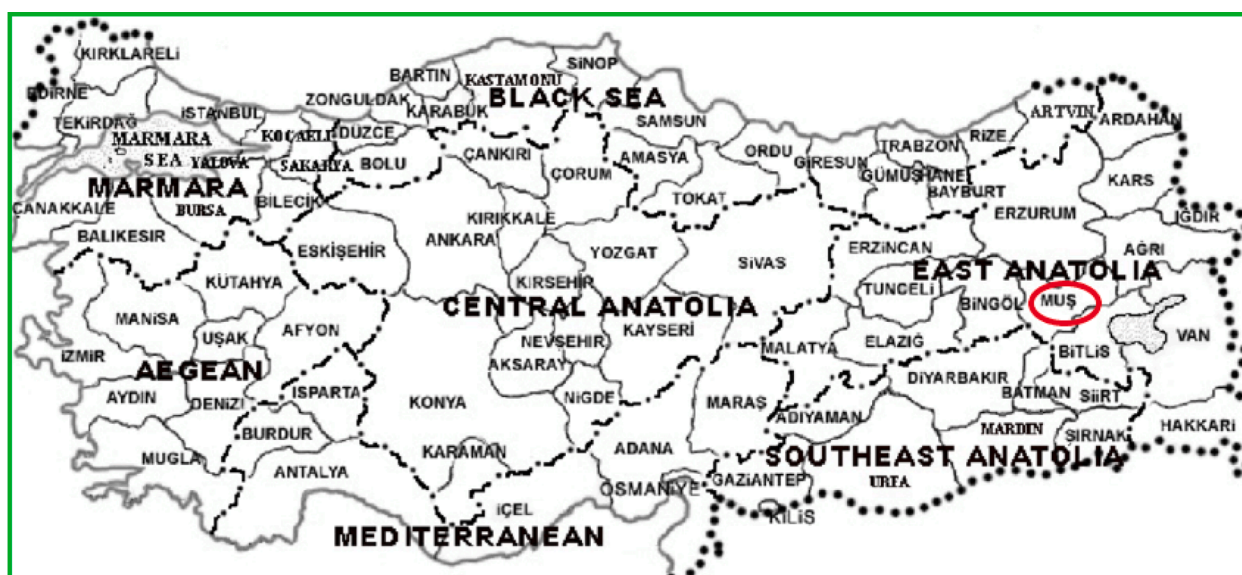 KIRKLARELİ
SİNOP
BARTIN
KASTAMONU
EDİRNE
ZONGULDAK
KARABÜK
BLACK SEA
İSTANBUL
TEKİRDAĞ
KOCAELİ
DÜZCE
SAMSUN
ARTVİN
ARDAHAN
MARMARA
SEA
YALOVA
SAKARYA
BOLU
ÇANKIRI
ÇORUM
AMASYA
ORDU
GİRESUN
TRABZON
RİZE
GÜMÜŞHANE
BAYBURT
KARS
MARMARA
BURSA
BİLECİK
TOKAT
ÇANAKKALE
KIRIKKALE
ERZURUM
IĞDIR
BALIKESIR
ESKİŞEHİR
ANKARA
YOZGAT
SİVAS
ERZİNCAN
AĞRI
KÜTAHYA
KIRŞEHİR
EAST ANATOLIA
TUNCELİ
BİNGÖL
MUŞ
CENTRAL ANATOLIA
MANİSA
UŞAK
AFYON
NEVŞEHİR
KAYSERİ
MALATYA
ELAZIĞ
BİTLİS
VAN
İZMİR
AEGEAN
AKSARAY
AYDIN
DENİZİ
ISPARTA
KONYA
NİĞDE
MARAŞ
ADIYAMAN
DİYARBAKIR
BATMAN
SİİRT
BURDUR
MUGLA
ANTALYA
KARAMAN
ADANA
MARDIN
SIRNAK
HAKKARİ
SOUTHEAST ANATOLIA
OSMANİYE
GAZİANTEP
URFA
İÇEL
KİLİS
MEDITERRANEAN